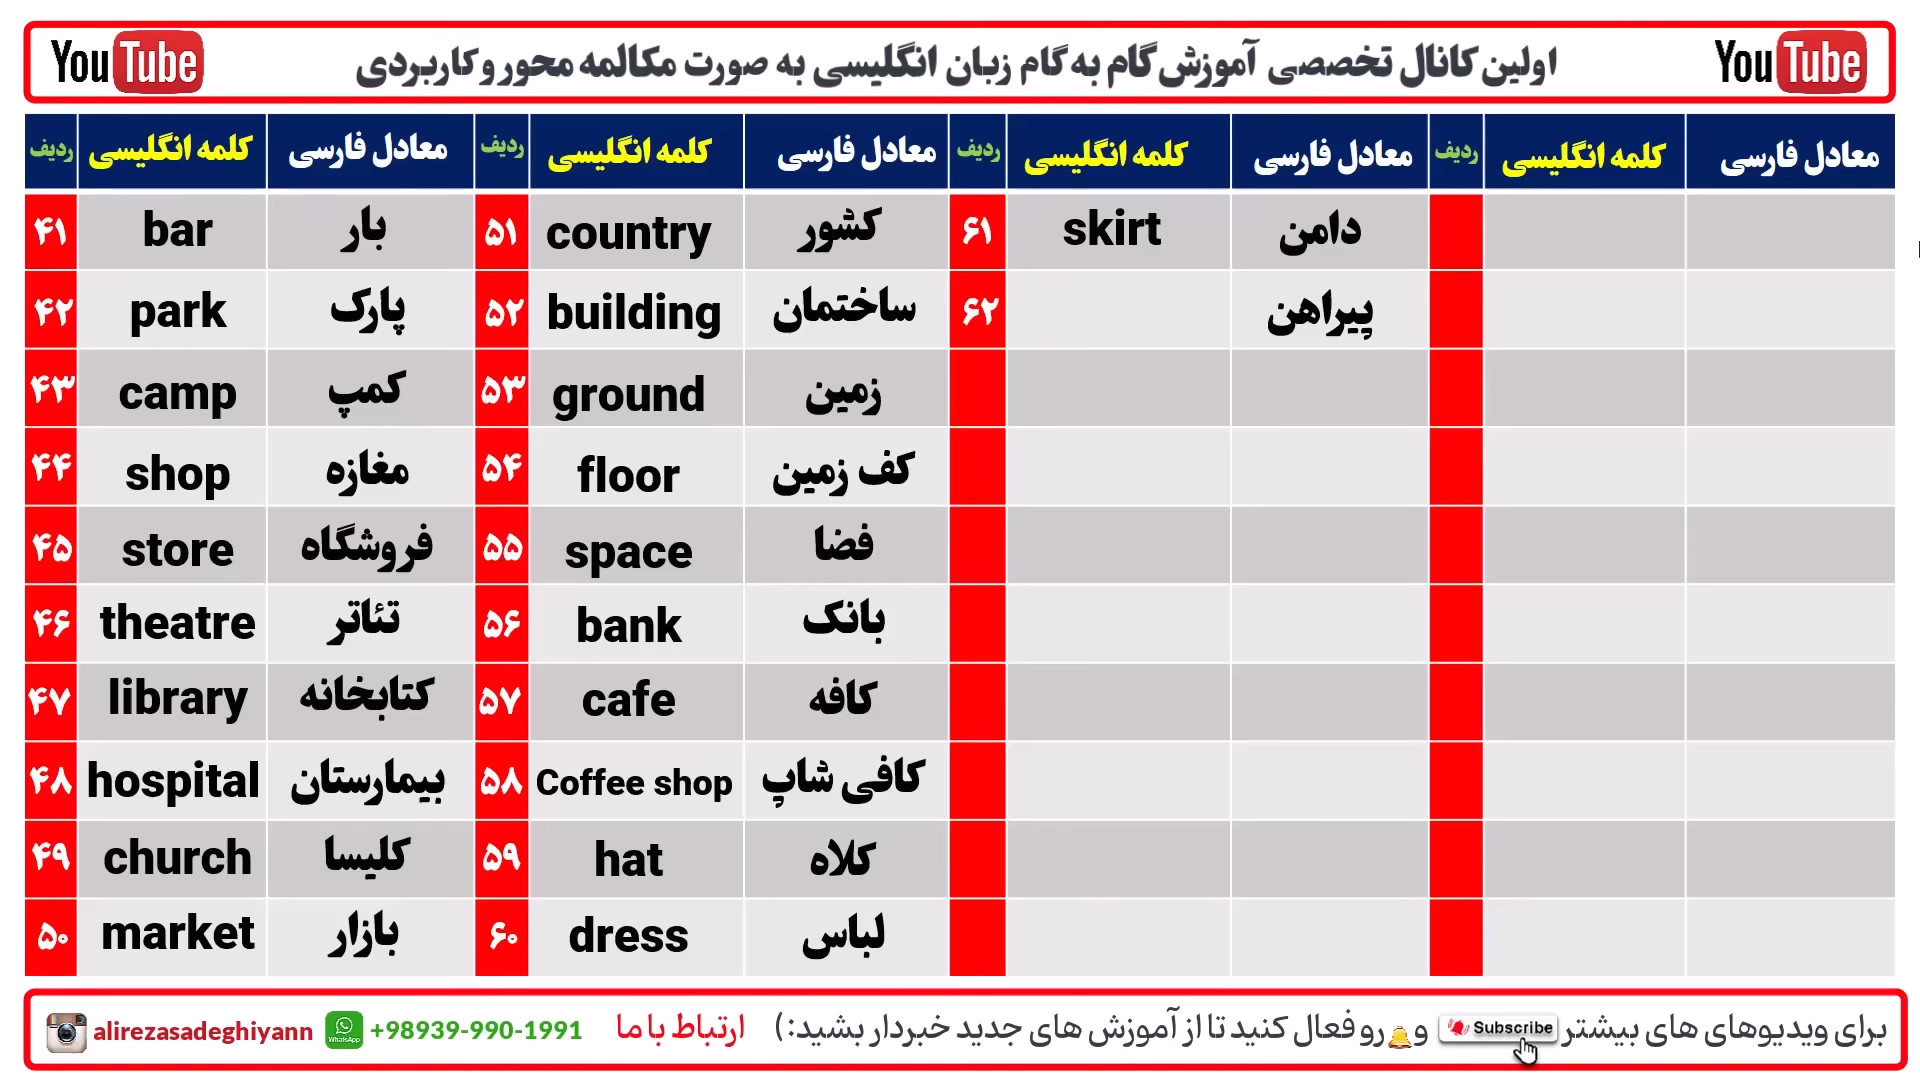 YouTube اولین کانال تخصصی آموزش گام به گام زبان انگلیسی به صورت مکالمه محور و کاربردی YouTube
ردیف کلمه انگلیسی معادل فارسی ردیف کلمه انگلیسی معادل فارسی ردیف کلمه انگلیسی معادل فارسی ردیف کلمه انگلیسی معادل فارسی
۴۱ bar بار ۵۱ country کشور ۶۱ skirt دامن
۴۲ park پارک ۵۲ building ساختمان ۶۲ پیراهن
۴۳ camp کمپ ۵۳ ground زمین
۴۴ shop مغازه ۵۴ floor کف زمین
۴۵ store فروشگاه ۵۵ space فضا
۴۶ theatre تئاتر ۵۶ bank بانک
۴۷ library کتابخانه ۵۷ cafe کافه
۴۸ hospital بیمارستان ۵۸ Coffee shop کافی شاپ
۴۹ church کلیسا ۵۹ hat کلاه
۵۰ market بازار ۶۰ dress لباس
برای ویدیوهای های بیشتر Subscribe و رو فعال کنید تا از آموزش های جدید خبردار بشید:) ارتباط با ما +98939-990-1991 WhatsApp alirezasadeghiyann